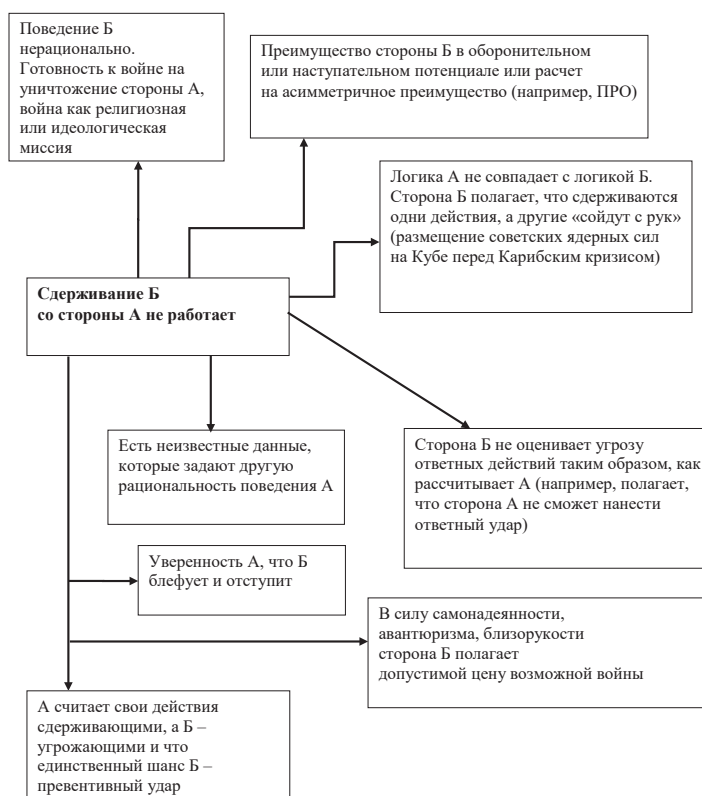 Поведение Б
нерационально.
Готовность к войне на
уничтожение стороны А,
война как религиозная
или идеологическая
миссия
Преимущество стороны Б в оборонительном
или наступательном потенциале или расчет
на асимметричное преимущество (например, ПРО)
Логика А не совпадает с логикой Б.
Сторона Б полагает, что сдерживаются
одни действия, а другие «сойдут с рук»
(размещение советских ядерных сил
на Кубе перед Карибским кризисом)
Сдерживание Б
со стороны А не работает
Есть неизвестные данные,
которые задают другую
рациональность поведения А
Сторона Б не оценивает угрозу
ответных действий таким образом, как
рассчитывает А (например, полагает,
что сторона А не сможет нанести
ответный удар)
Уверенность А, что Б
блефует и отступит
В силу самонадеянности,
авантюризма, близорукости
сторона Б полагает
допустимой цену возможной войны
А считает свои действия
сдерживающими, а Б –
угрожающими и что
единственный шанс Б –
превентивный удар